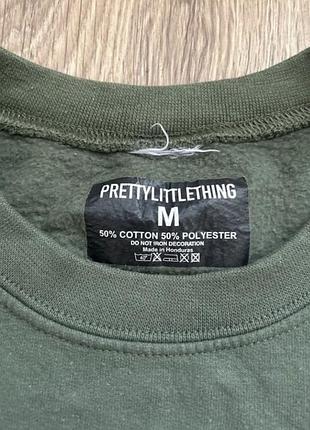 PRETTYLITTLETHING
M
50% COTTON 50% POLYESTER
DO NOT IRON DECORATION
Made in Honduras